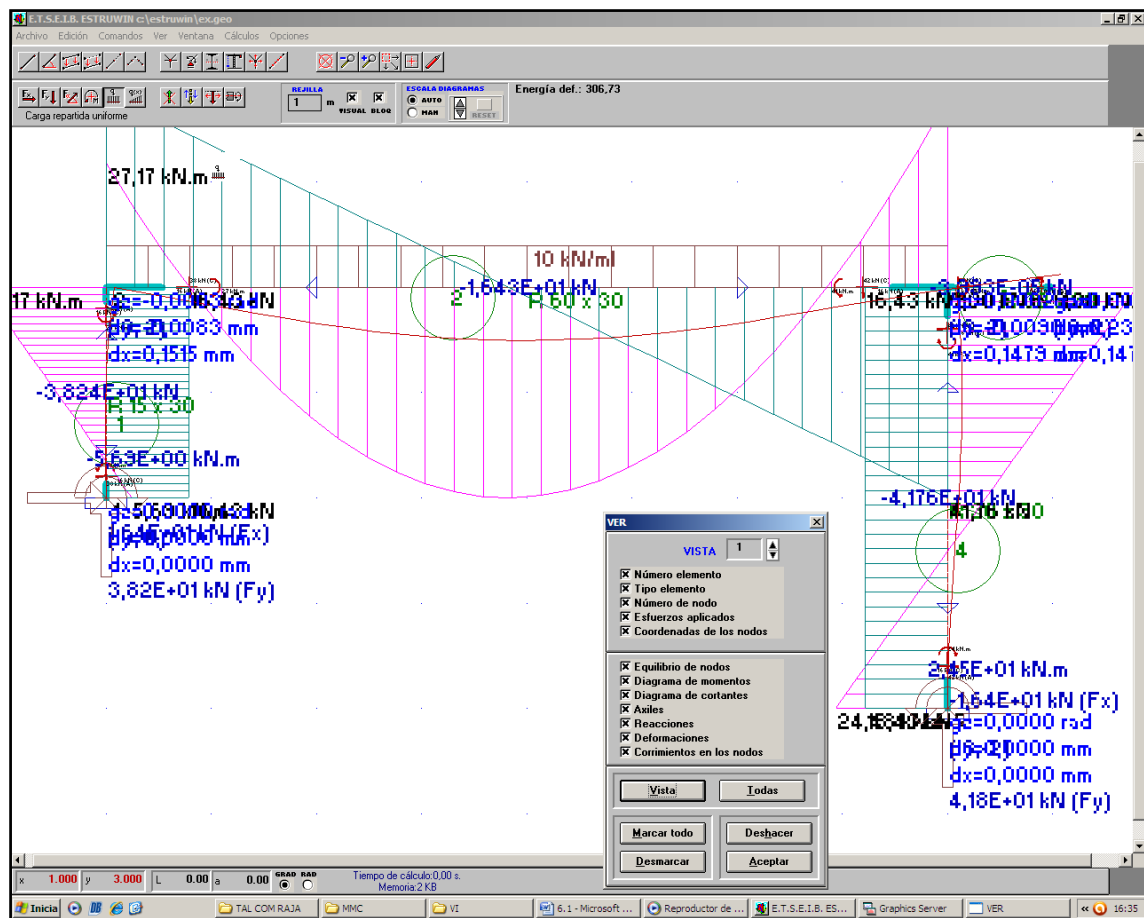 E.T.S.E.I.B. ESTRUWIN c:\estruwin\ex.geo
Archivo Edición Comandos Ver Ventana Cálculos Opciones
REJILLA
1 m
VISUAL BLOQ
ESCALA DIAGRAMAS
AUTO
MAN
RESET
Energía def.: 306,73
Carga repartida uniforme
27,17 kN.m
10 kN/ml
-1,643E+01 kN
2
R 60 x 30
17 kN.m
dx=0,1515 mm
-3,824E+01 kN
R 15 x 30
1
-5,63E+00 kN.m
dx=0,0000 mm
3,82E+01 kN (Fy)
16,43 kN
dx=0,1473 mm
-4,176E+01 kN
4
2,45E+01 kN.m
-1,64E+01 kN (Fx)
gz=0,0000 rad
dx=0,0000 mm
4,18E+01 kN (Fy)
VER
VISTA 1
Número elemento
Tipo elemento
Número de nodo
Esfuerzos aplicados
Coordenadas de los nodos
Equilibrio de nodos
Diagrama de momentos
Diagrama de cortantes
Axiles
Reacciones
Deformaciones
Corrimientos en los nodos
Vista Todas
Marcar todo Deshacer
Desmarcar Aceptar
x 1.000 y 3.000 L 0.00 a 0.00 GRAD RAD
Tiempo de cálculo:0,00 s.
Memoria:2 KB
Inicia TAL COM RAJA MMC VI 6.1 - Microsoft ... Reproductor de ... E.T.S.E.I.B. ES... Graphics Server VER 16:35